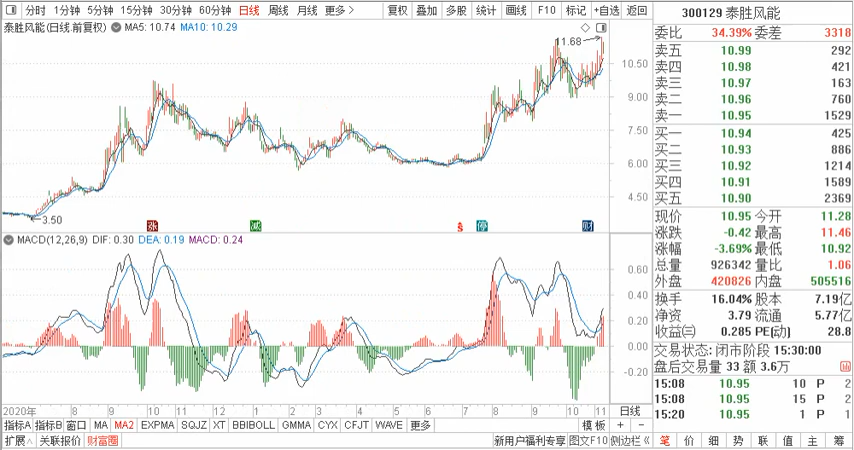 分时 1分钟 5分钟 15分钟 30分钟 60分钟 日线 周线 月线 更多 > 复权 叠加 多股 统计 画线 F10 标记 +自选 返回
300129 泰胜风能
泰胜风能(日线.前复权) MA5: 10.74 MA10: 10.29
11.68
10.50
9.00
7.50
6.00
4.50
3.50
涨 减 $ 停 财
MACD(12,26,9) DIF: 0.30 DEA: 0.19 MACD: 0.24
0.60
0.40
0.20
0.00
-0.20
2020年 8 9 10 11 12 1 2 3 4 5 6 7 8 9 10 11 日线
指标A 指标B 窗口 MA MA2 EXPMA SQJZ XT BBIBOLL GMMA CYX CFJT WAVE 更多 模板 + -
扩展∧ 关联报价 财富圈 新用户福利专享 图文F10 侧边栏《
委比 34.39% 委差 3318
卖五 10.99 292
卖四 10.98 421
卖三 10.97 163
卖二 10.96 760
卖一 10.95 1529
买一 10.94 425
买二 10.93 886
买三 10.92 1214
买四 10.91 1589
买五 10.90 2369
现价 10.95 今开 11.28
涨跌 -0.42 最高 11.46
涨幅 -3.69% 最低 10.92
总量 926342 量比 1.06
外盘 420826 内盘 505516
换手 16.04% 股本 7.19亿
净资 3.79 流通 5.77亿
收益㈢ 0.285 PE(动) 28.8
交易状态: 闭市阶段 15:30:00
盘后交易量 33 额 3.6万
15:08 10.95 10 P 2
15:08 10.95 15 P 2
15:20 10.95 1 P 1
笔 价 细 势 联 值 主 筹